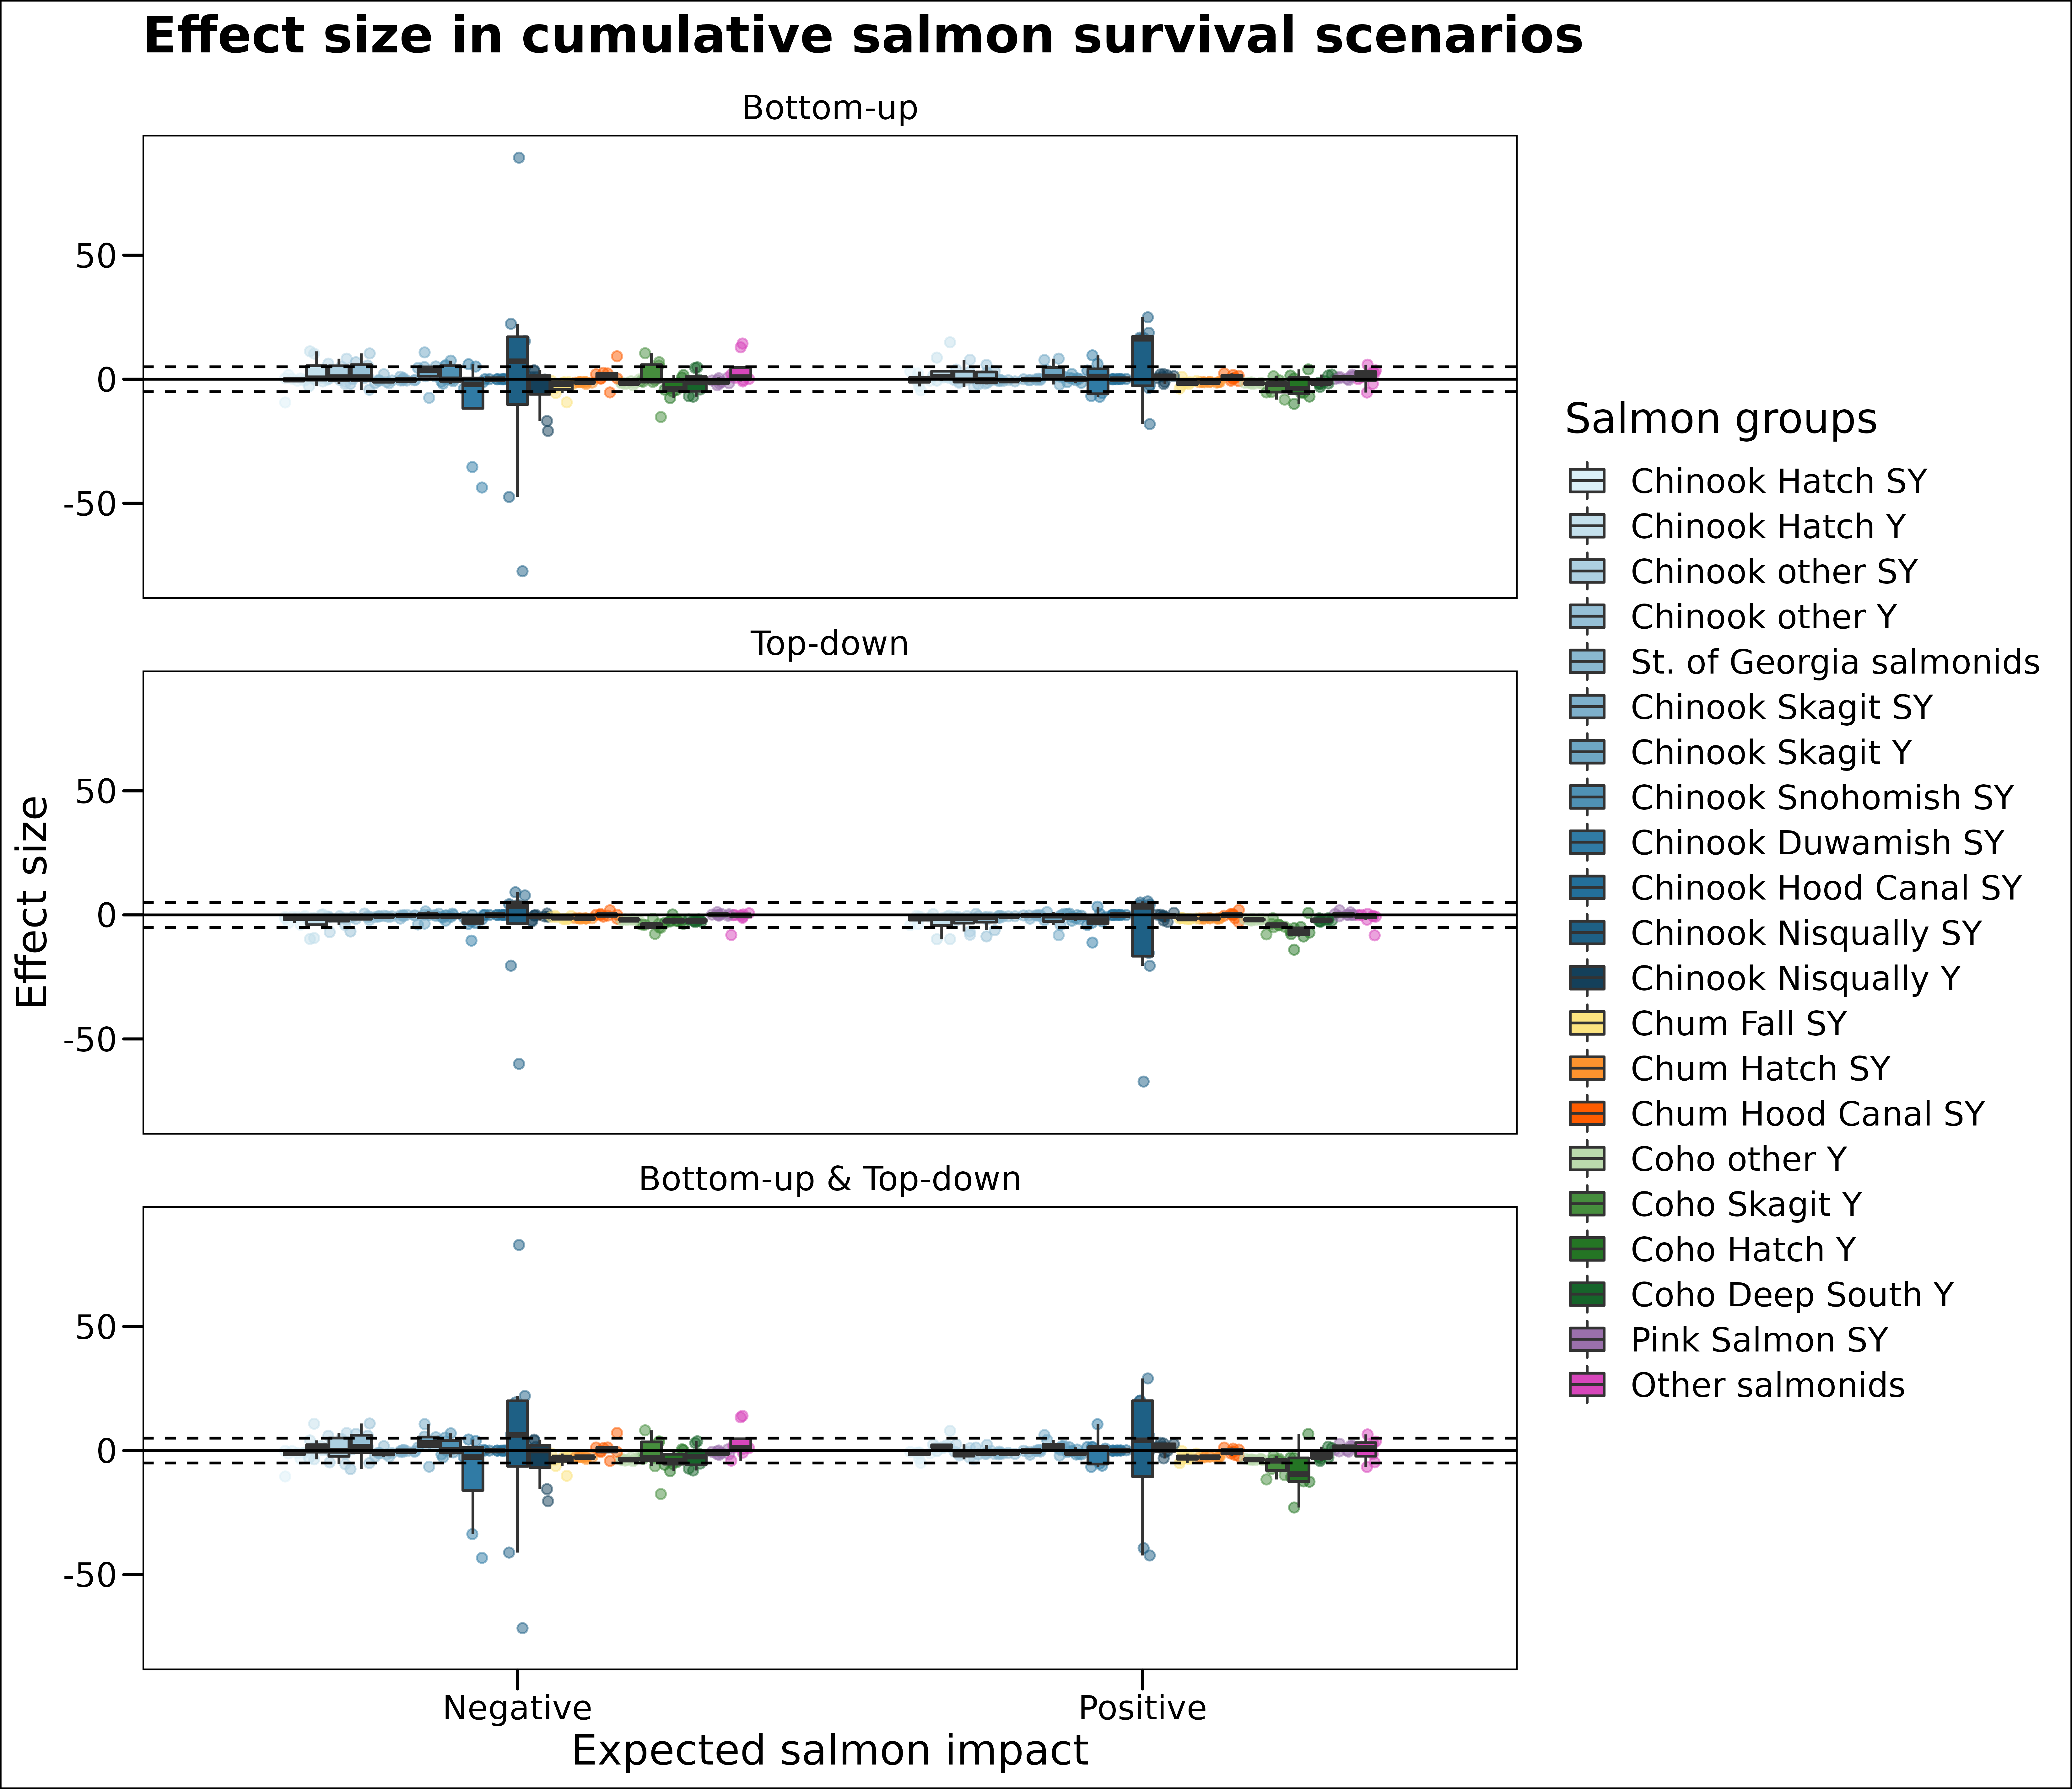 Effect size in cumulative salmon survival scenarios
Bottom-up
50
0
-50
Top-down
50
0
-50
Bottom-up & Top-down
50
0
-50
Effect size
Negative
Positive
Expected salmon impact
Salmon groups
Chinook Hatch SY
Chinook Hatch Y
Chinook other SY
Chinook other Y
St. of Georgia salmonids
Chinook Skagit SY
Chinook Skagit Y
Chinook Snohomish SY
Chinook Duwamish SY
Chinook Hood Canal SY
Chinook Nisqually SY
Chinook Nisqually Y
Chum Fall SY
Chum Hatch SY
Chum Hood Canal SY
Coho other Y
Coho Skagit Y
Coho Hatch Y
Coho Deep South Y
Pink Salmon SY
Other salmonids